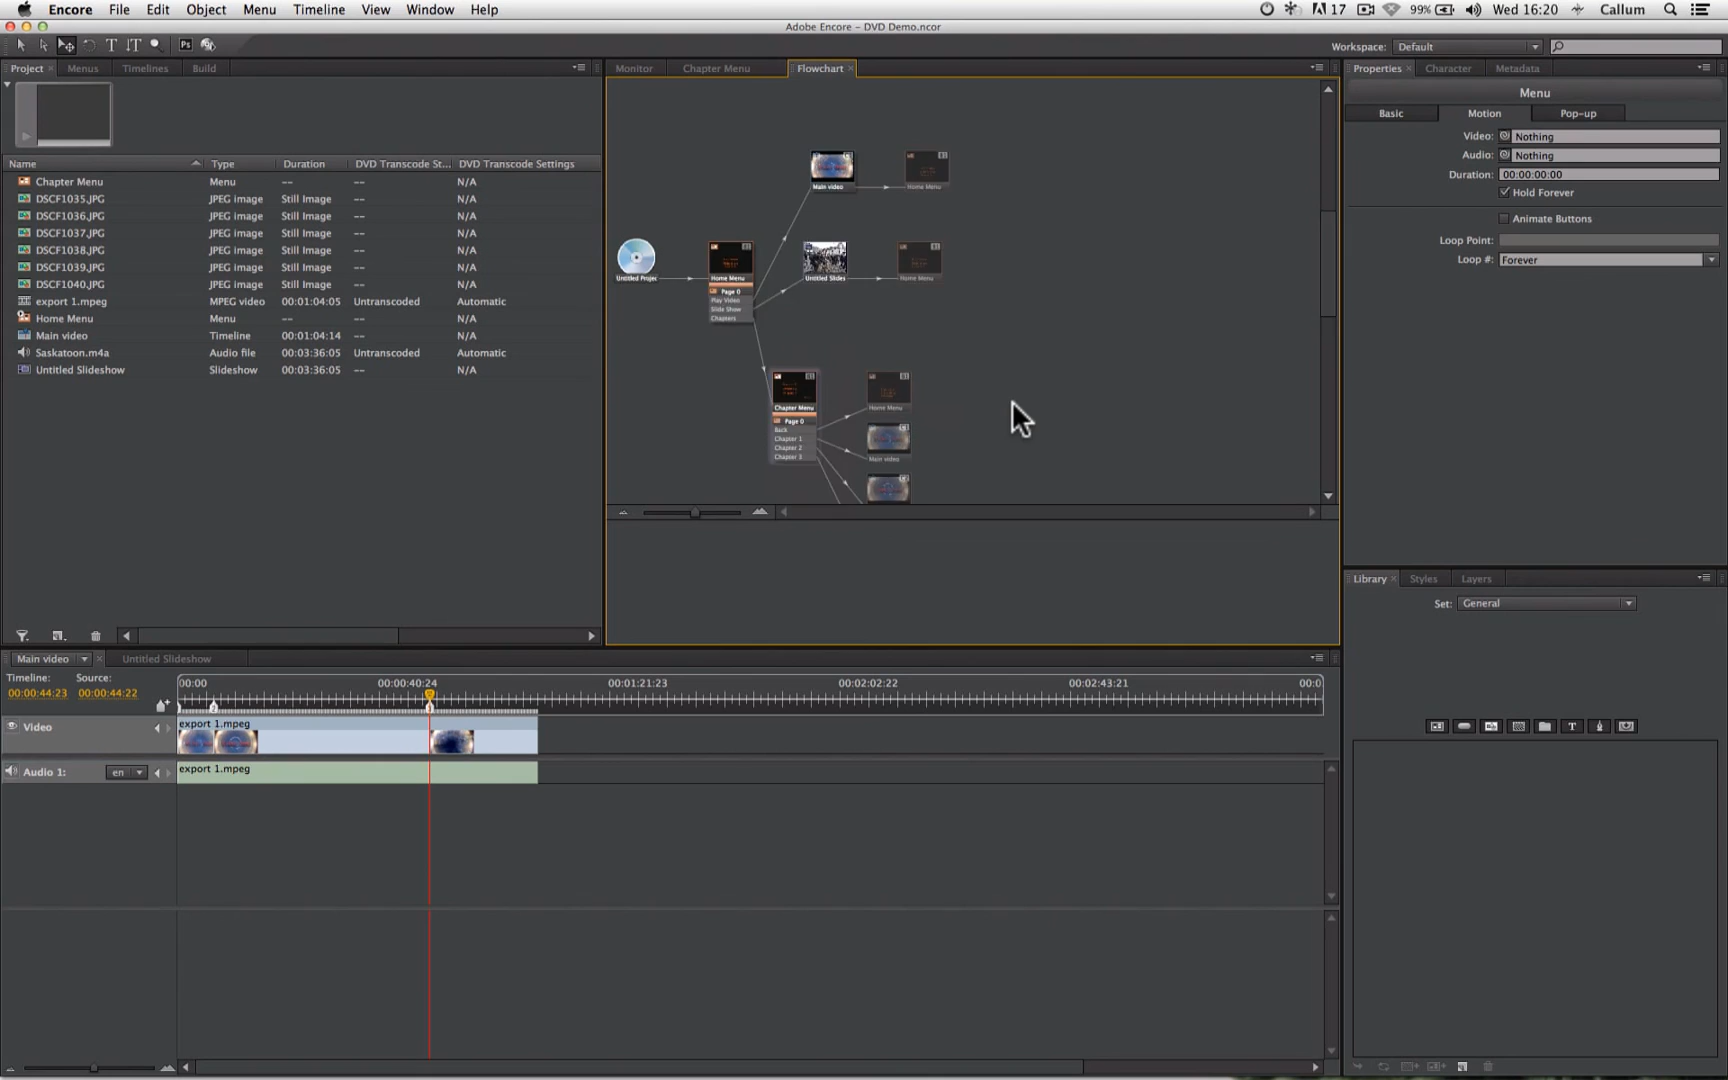 Encore File Edit Object Menu Timeline View Window Help 17 99% Wed 16:20 Callum
Adobe Encore – DVD Demo.ncor
Workspace: Default
Project Menus Timelines Build
Monitor Chapter Menu Flowchart
Properties Character Metadata
Menu
Basic Motion Pop-up
Video: Nothing
Audio: Nothing
Duration: 00:00:00:00
Hold Forever
Animate Buttons
Loop Point:
Loop #: Forever
Name Type Duration DVD Transcode St... DVD Transcode Settings
Chapter Menu Menu -- -- N/A
DSCF1035.JPG JPEG image Still Image -- N/A
DSCF1036.JPG JPEG image Still Image -- N/A
DSCF1037.JPG JPEG image Still Image -- N/A
DSCF1038.JPG JPEG image Still Image -- N/A
DSCF1039.JPG JPEG image Still Image -- N/A
DSCF1040.JPG JPEG image Still Image -- N/A
export 1.mpeg MPEG video 00:01:04:05 Untranscoded Automatic
Home Menu Menu -- -- N/A
Main video Timeline 00:01:04:14 -- N/A
Saskatoon.m4a Audio file 00:03:36:05 Untranscoded Automatic
Untitled Slideshow Slideshow 00:03:36:05 -- N/A
Main video Home Menu
Untitled Projec Home Menu Untitled Slides Home Menu
Page 0
Play Video
Slide Show
Chapters
Chapter Menu Home Menu
Page 0
Back
Chapter 1
Chapter 2
Chapter 3
Main video
Library Styles Layers
Set: General
Main video Untitled Slideshow
Timeline: Source:
00:00:44:23 00:00:44:22
00:00 00:00:40:24 00:01:21:23 00:02:02:22 00:02:43:21 00:0
Video export 1.mpeg
Audio 1: en export 1.mpeg